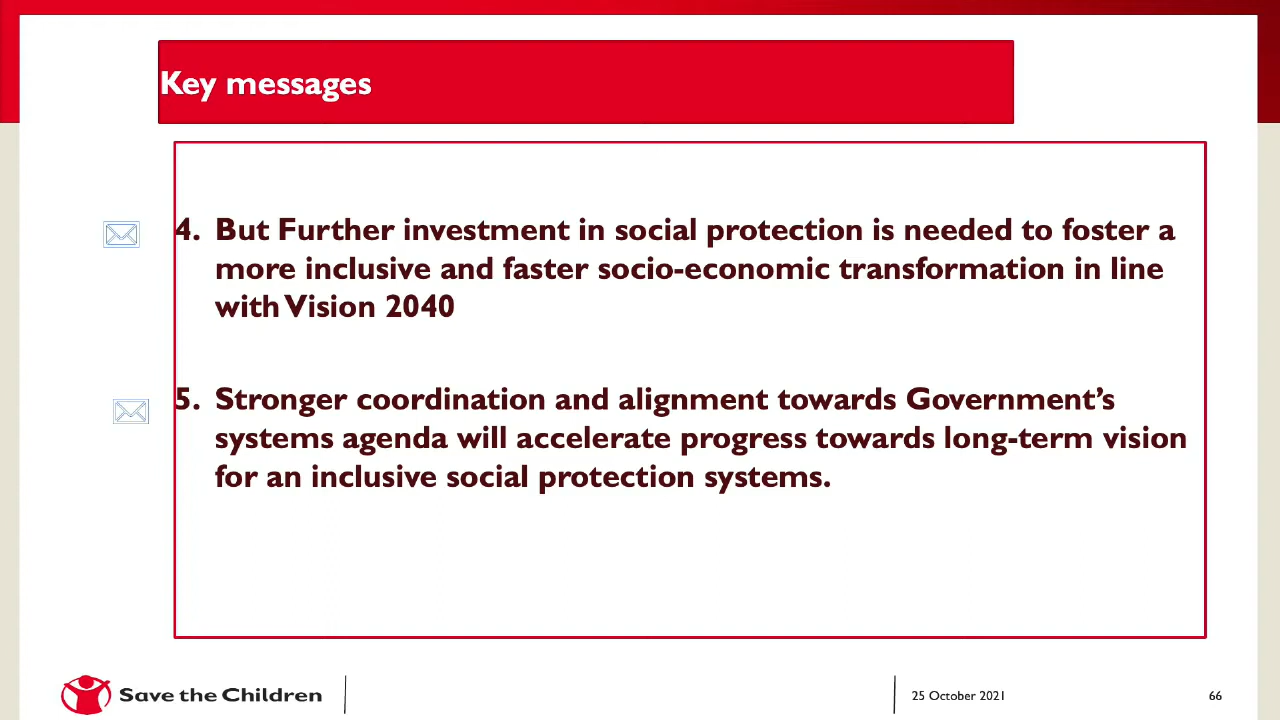 Key messages
4. But Further investment in social protection is needed to foster a
more inclusive and faster socio-economic transformation in line
with Vision 2040
5. Stronger coordination and alignment towards Government’s
systems agenda will accelerate progress towards long-term vision
for an inclusive social protection systems.
Save the Children
25 October 2021
66